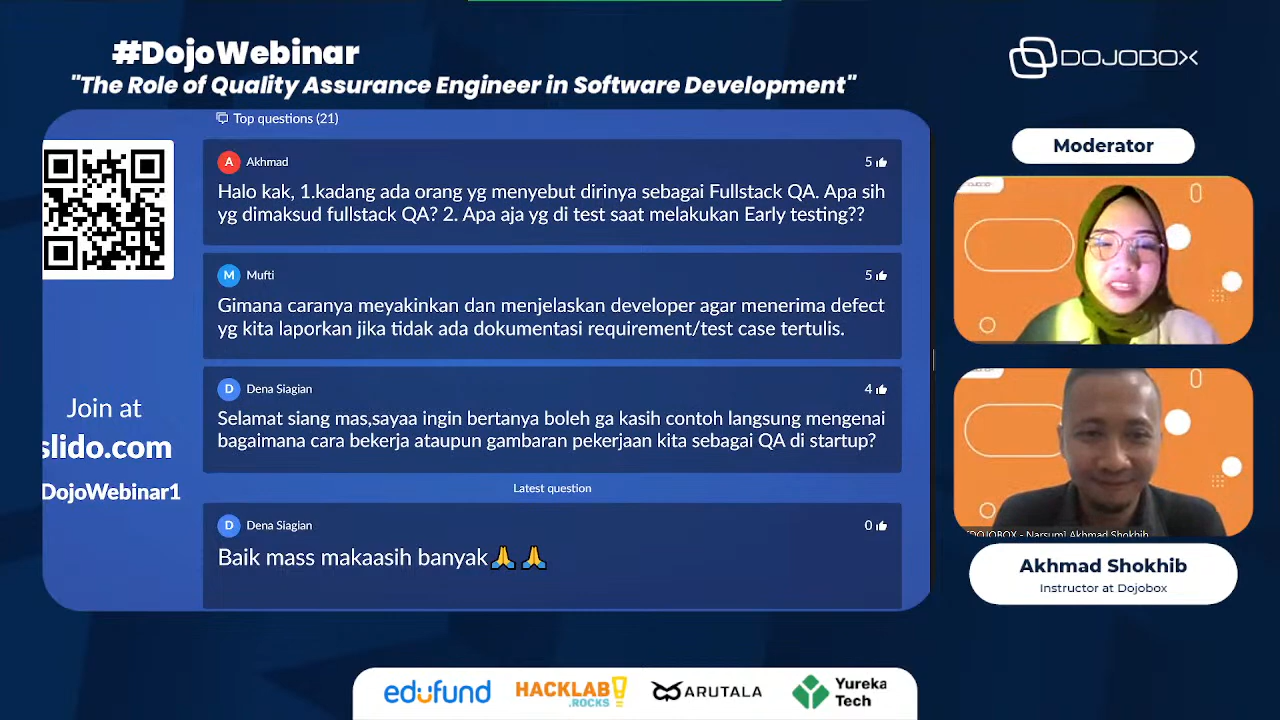 #DojoWebinar
"The Role of Quality Assurance Engineer in Software Development"
DOJOBOX
Top questions (21)
A Akhmad 5
Halo kak, 1.kadang ada orang yg menyebut dirinya sebagai Fullstack QA. Apa sih
yg dimaksud fullstack QA? 2. Apa aja yg di test saat melakukan Early testing??
M Mufti 5
Gimana caranya meyakinkan dan menjelaskan developer agar menerima defect
yg kita laporkan jika tidak ada dokumentasi requirement/test case tertulis.
D Dena Siagian 4
Selamat siang mas,sayaa ingin bertanya boleh ga kasih contoh langsung mengenai
bagaimana cara bekerja ataupun gambaran pekerjaan kita sebagai QA di startup?
Latest question
D Dena Siagian 0
Baik mass makaasih banyak🙏🙏
Join at
slido.com
DojoWebinar1
Moderator
[DOJOBOX - Narsum] Akhmad Shokhib
Akhmad Shokhib
Instructor at Dojobox
edufund
HACKLAB!
.ROCKS
ARUTALA
Yureka
Tech